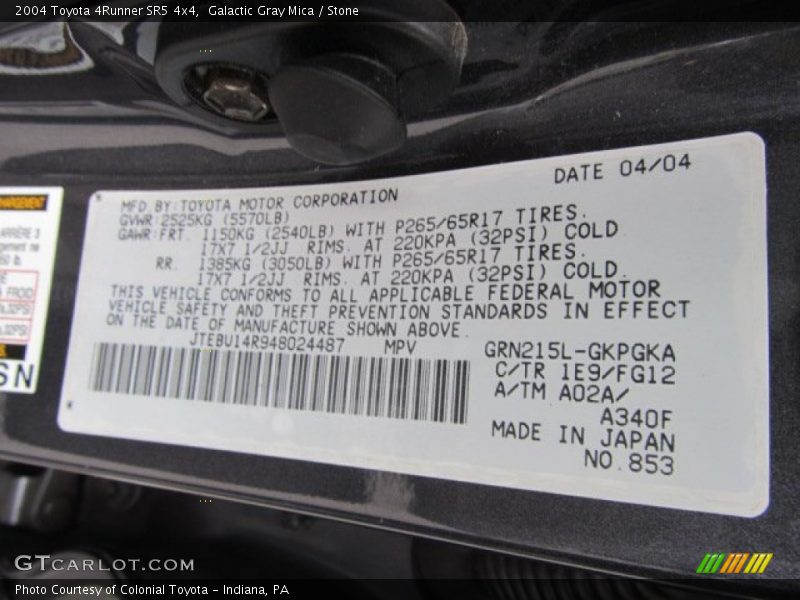 2004 Toyota 4Runner SR5 4x4,  Galactic Gray Mica / Stone
DATE 04/04
MFD.BY:TOYOTA MOTOR CORPORATION
GVWR:2525KG (5570LB)
GAWR:FRT. 1150KG (2540LB) WITH P265/65R17 TIRES.
17X7 1/2JJ RIMS. AT 220KPA (32PSI) COLD
RR. 1385KG (3050LB) WITH P265/65R17 TIRES.
17X7 1/2JJ RIMS. AT 220KPA (32PSI) COLD.
THIS VEHICLE CONFORMS TO ALL APPLICABLE FEDERAL MOTOR
VEHICLE SAFETY AND THEFT PREVENTION STANDARDS IN EFFECT
ON THE DATE OF MANUFACTURE SHOWN ABOVE.
JTEBU14R948024487 MPV
GRN215L-GKPGKA
C/TR 1E9/FG12
A/TM A02A/
A340F
MADE IN JAPAN
NO.853
FROID
SN
GTCarLot.com
Photo Courtesy of Colonial Toyota - Indiana, PA